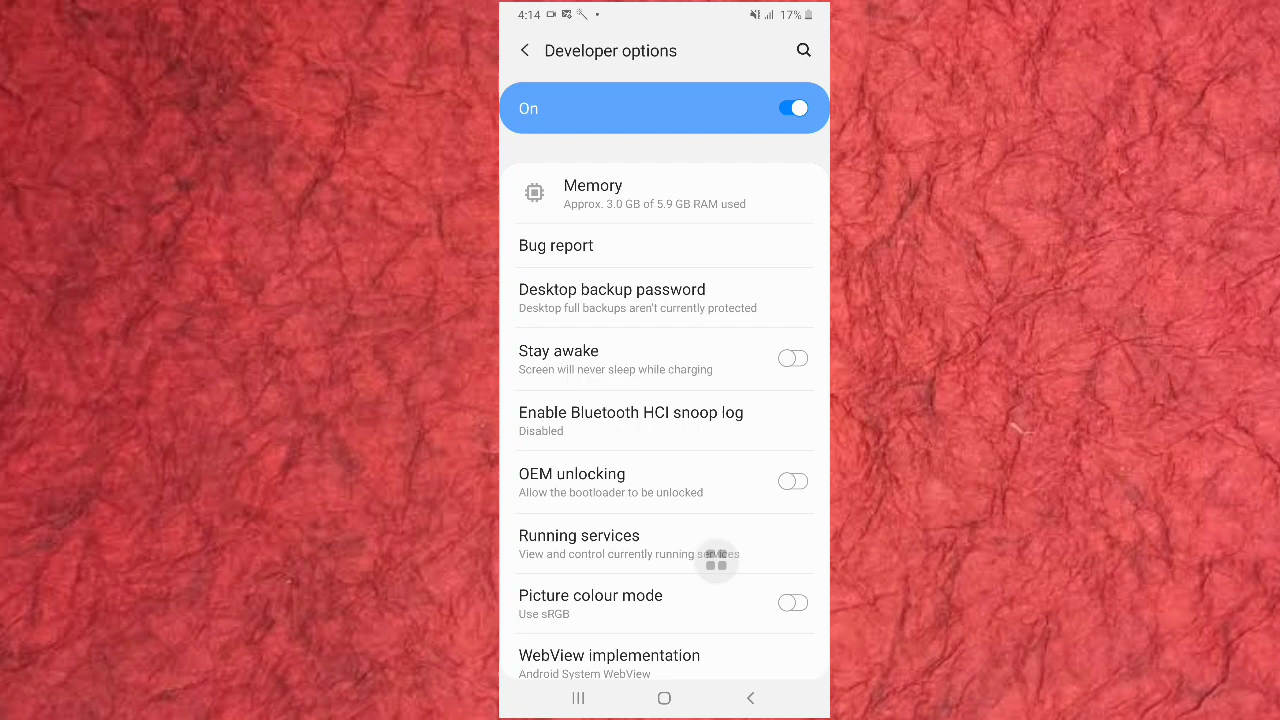 4:14 17%
Developer options
On
Memory
Approx. 3.0 GB of 5.9 GB RAM used
Bug report
Desktop backup password
Desktop full backups aren't currently protected
Stay awake
Screen will never sleep while charging
Enable Bluetooth HCI snoop log
Disabled
OEM unlocking
Allow the bootloader to be unlocked
Running services
View and control currently running services
Picture colour mode
Use sRGB
WebView implementation
Android System WebView